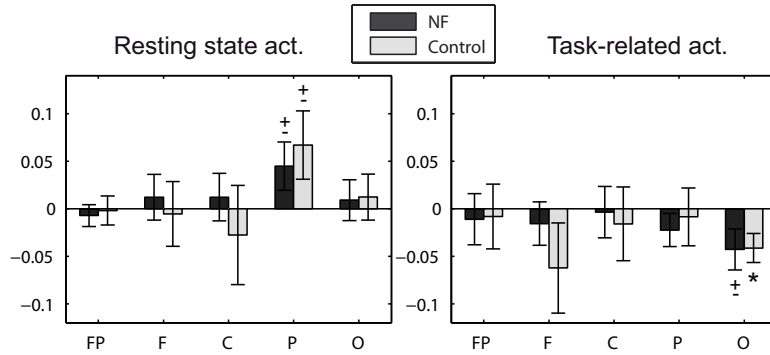 NF
Control
Resting state act.
Task-related act.
0.1
0.05
0
−0.05
−0.1
+
-
+
-
FP F C P O
0.1
0.05
0
−0.05
−0.1
+
-
*
FP F C P O